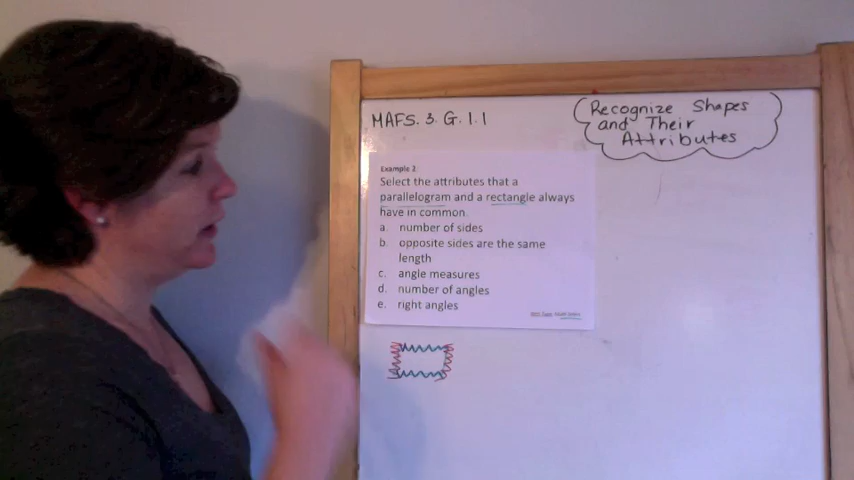 MAFS. 3. G. 1.1
Recognize Shapes
and Their
Attributes
Example 2
Select the attributes that a
parallelogram and a rectangle always
have in common.
a. number of sides
b. opposite sides are the same
length
c. angle measures
d. number of angles
e. right angles